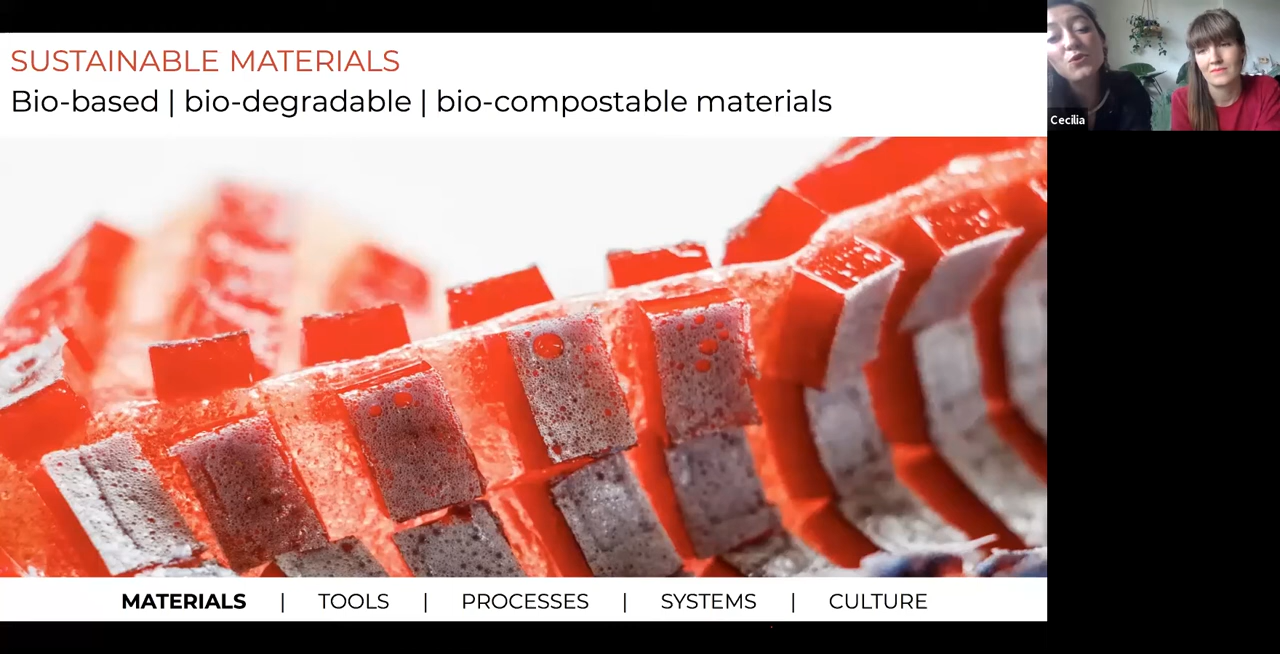 SUSTAINABLE MATERIALS
Bio-based | bio-degradable | bio-compostable materials
Cecilia
MATERIALS | TOOLS | PROCESSES | SYSTEMS | CULTURE